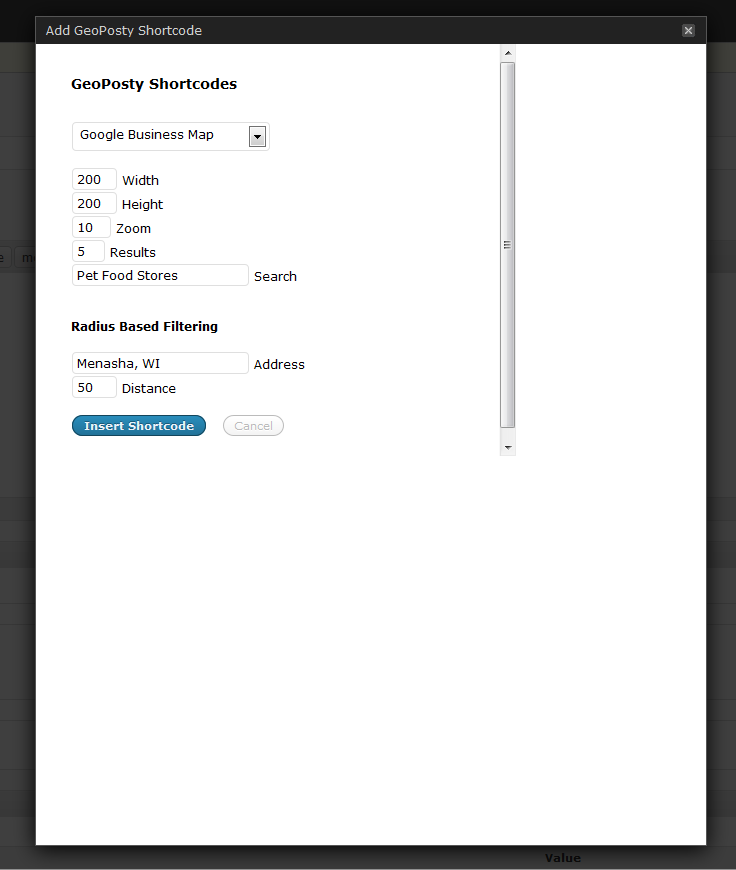 Add GeoPosty Shortcode
GeoPosty Shortcodes
Google Business Map
200 Width
200 Height
10 Zoom
5 Results
Pet Food Stores Search
Radius Based Filtering
Menasha, WI Address
50 Distance
Insert Shortcode Cancel
Value